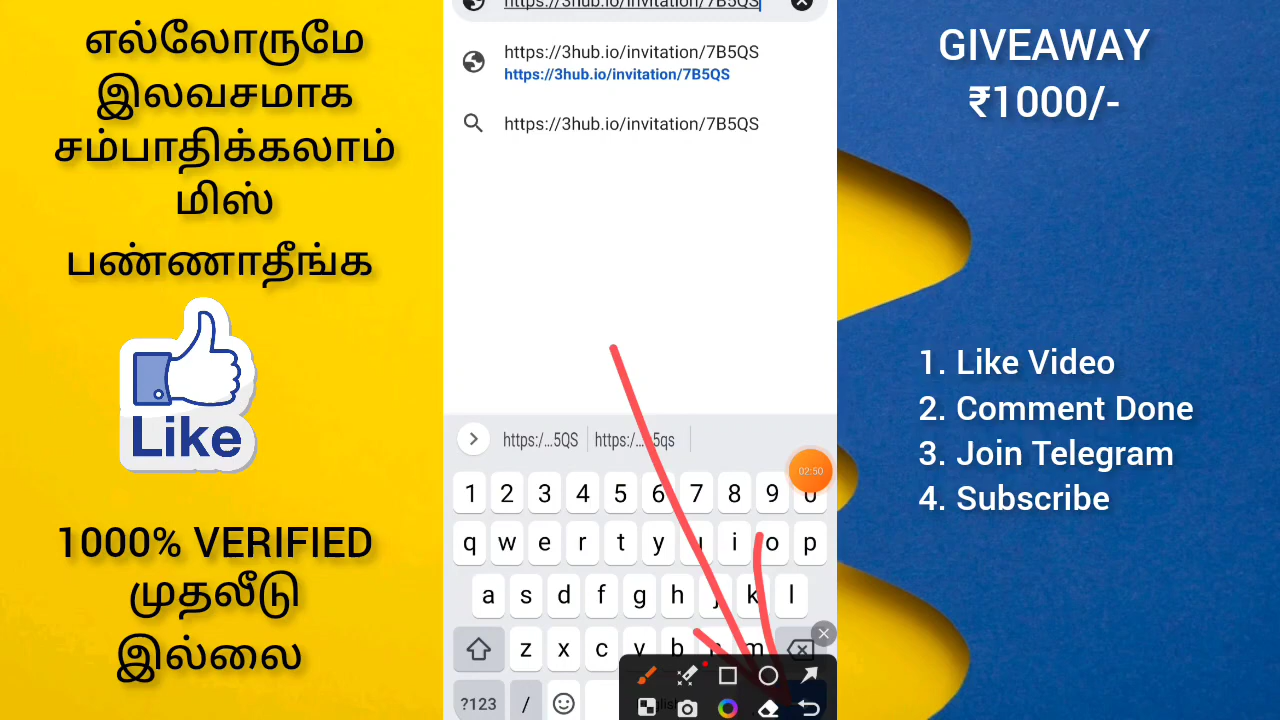 எல்லோருமே
இலவசமாக
சம்பாதிக்கலாம்
மிஸ்
பண்ணாதீங்க
Like
1000% VERIFIED
முதலீடு
இல்லை
https://3hub.io/invitation/7B5QS
https://3hub.io/invitation/7B5QS
https://3hub.io/invitation/7B5QS
https://3hub.io/invitation/7B5QS
https:/...5QS https:/...5qs
02:50
1 2 3 4 5 6 7 8 9 0
q w e r t y u i o p
a s d f g h j k l
z x c v b n m
?123 /
GIVEAWAY
₹1000/-
1. Like Video
2. Comment Done
3. Join Telegram
4. Subscribe